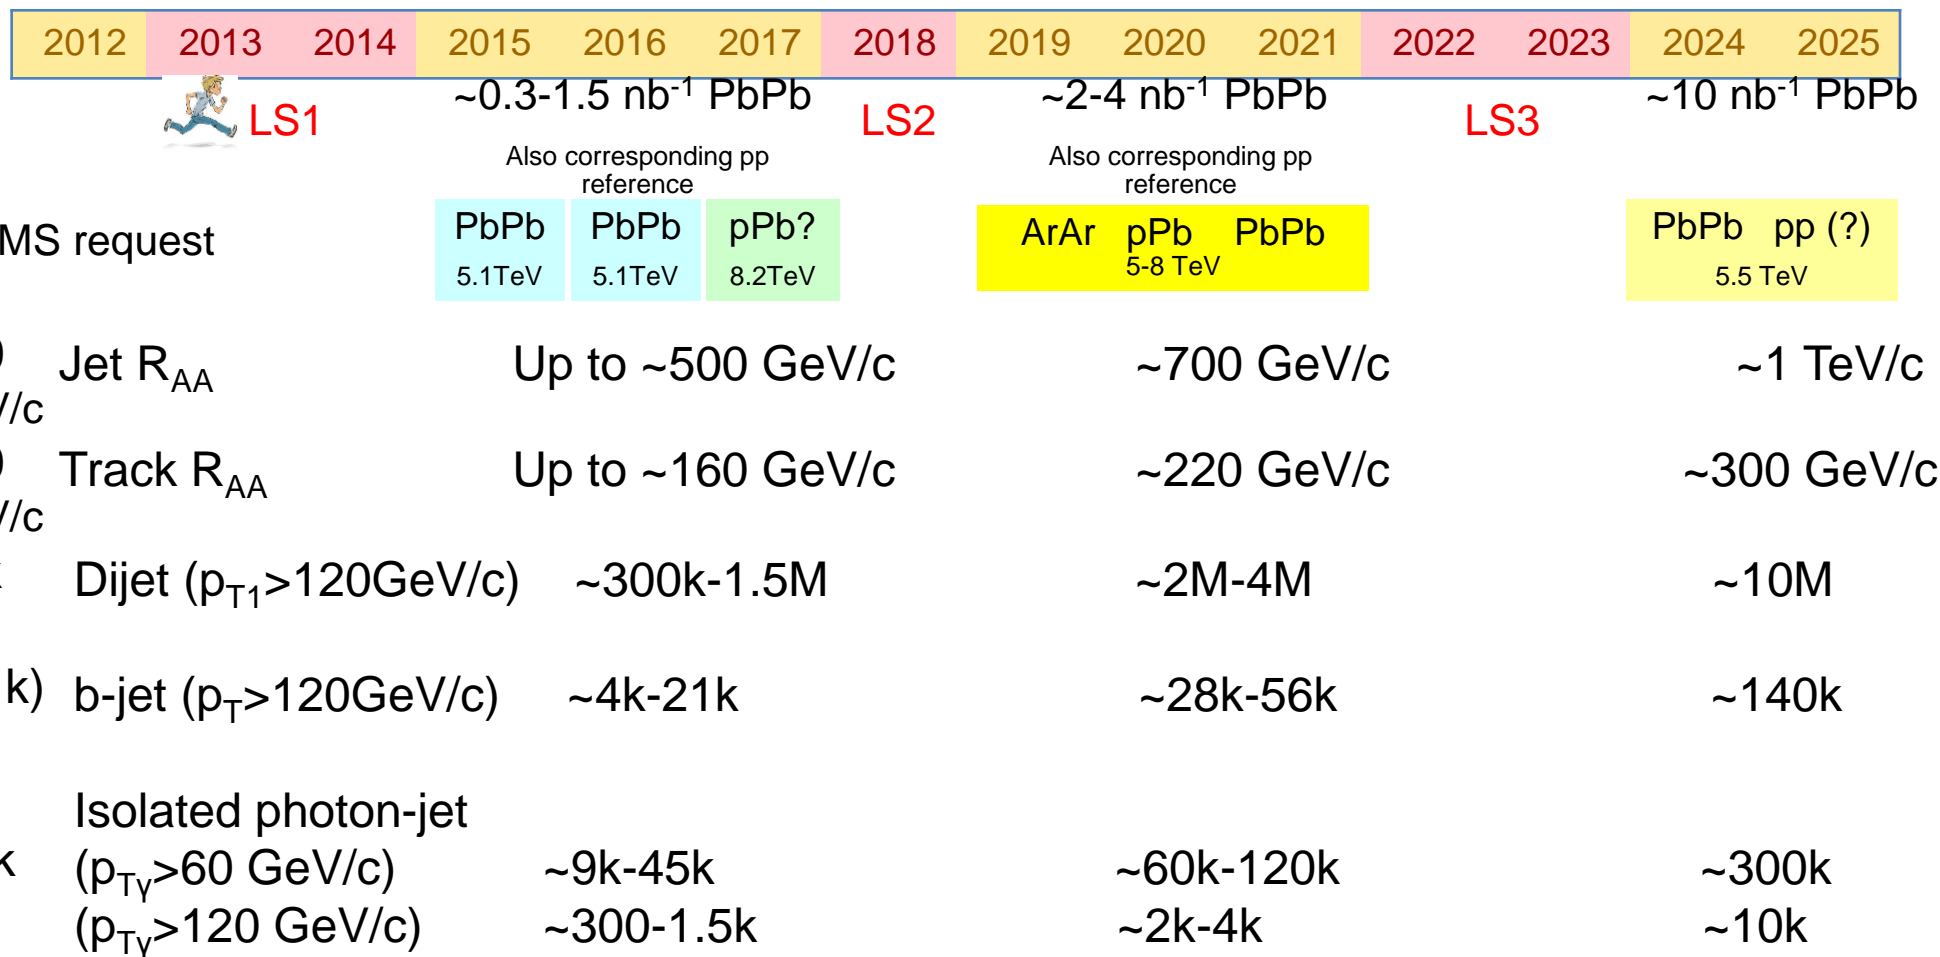 2012 2013 2014 2015 2016 2017 2018 2019 2020 2021 2022 2023 2024 2025
LS1 ~0.3-1.5 nb⁻¹ PbPb LS2 ~2-4 nb⁻¹ PbPb LS3 ~10 nb⁻¹ PbPb
Also corresponding pp Also corresponding pp
reference reference
MS request PbPb PbPb pPb? ArAr pPb PbPb PbPb pp (?)
5.1TeV 5.1TeV 8.2TeV 5-8 TeV 5.5 TeV
) Jet R_AA Up to ~500 GeV/c ~700 GeV/c ~1 TeV/c
V/c
) Track R_AA Up to ~160 GeV/c ~220 GeV/c ~300 GeV/c
V/c
Dijet (p_T1>120GeV/c) ~300k-1.5M ~2M-4M ~10M
k) b-jet (p_T>120GeV/c) ~4k-21k ~28k-56k ~140k
Isolated photon-jet
k (p_Tγ>60 GeV/c) ~9k-45k ~60k-120k ~300k
(p_Tγ>120 GeV/c) ~300-1.5k ~2k-4k ~10k